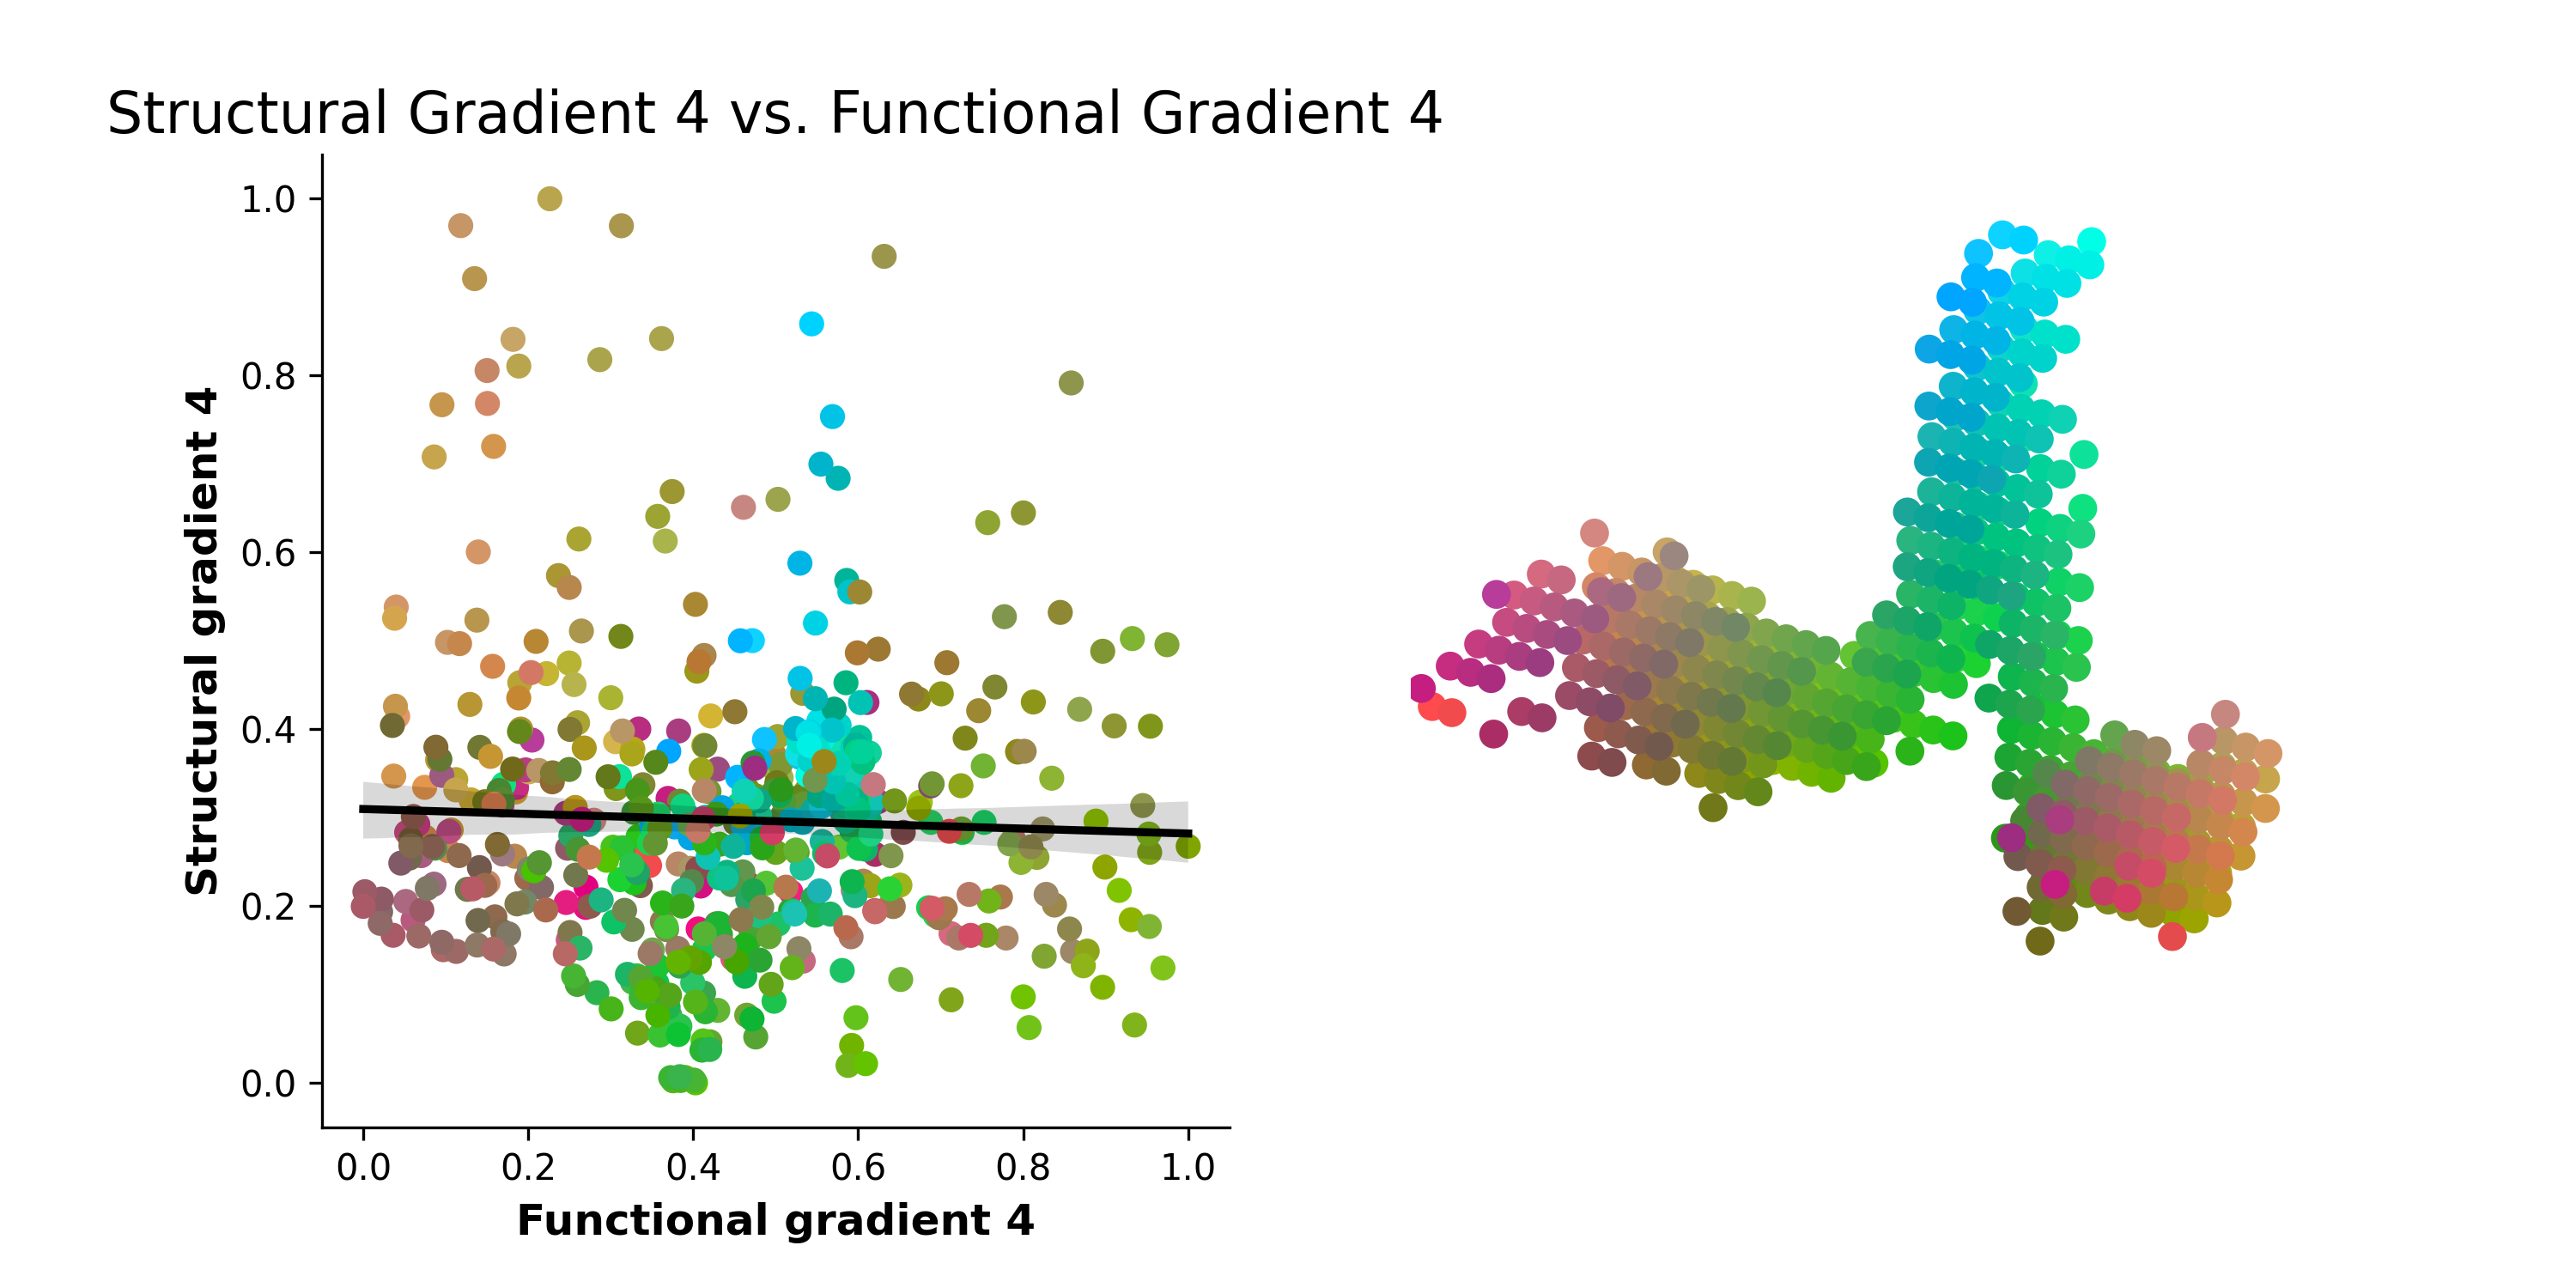 Structural Gradient 4 vs. Functional Gradient 4
Structural gradient 4
1.0
0.8
0.6
0.4
0.2
0.0
0.0 0.2 0.4 0.6 0.8 1.0
Functional gradient 4